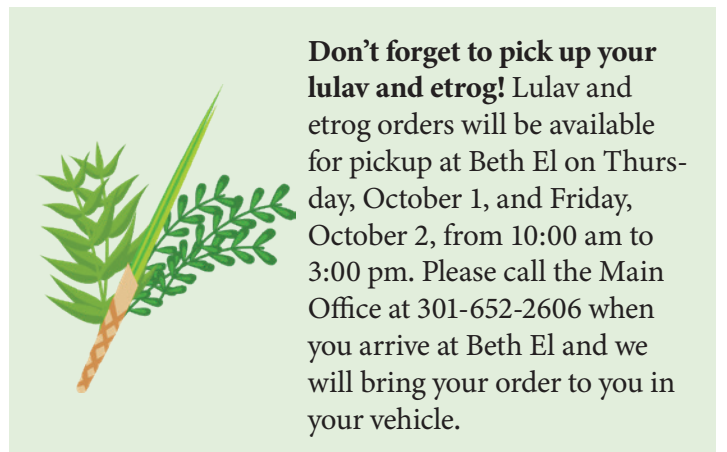 Don’t forget to pick up your
lulav and etrog! Lulav and
etrog orders will be available
for pickup at Beth El on Thurs-
day, October 1, and Friday,
October 2, from 10:00 am to
3:00 pm. Please call the Main
Office at 301-652-2606 when
you arrive at Beth El and we
will bring your order to you in
your vehicle.